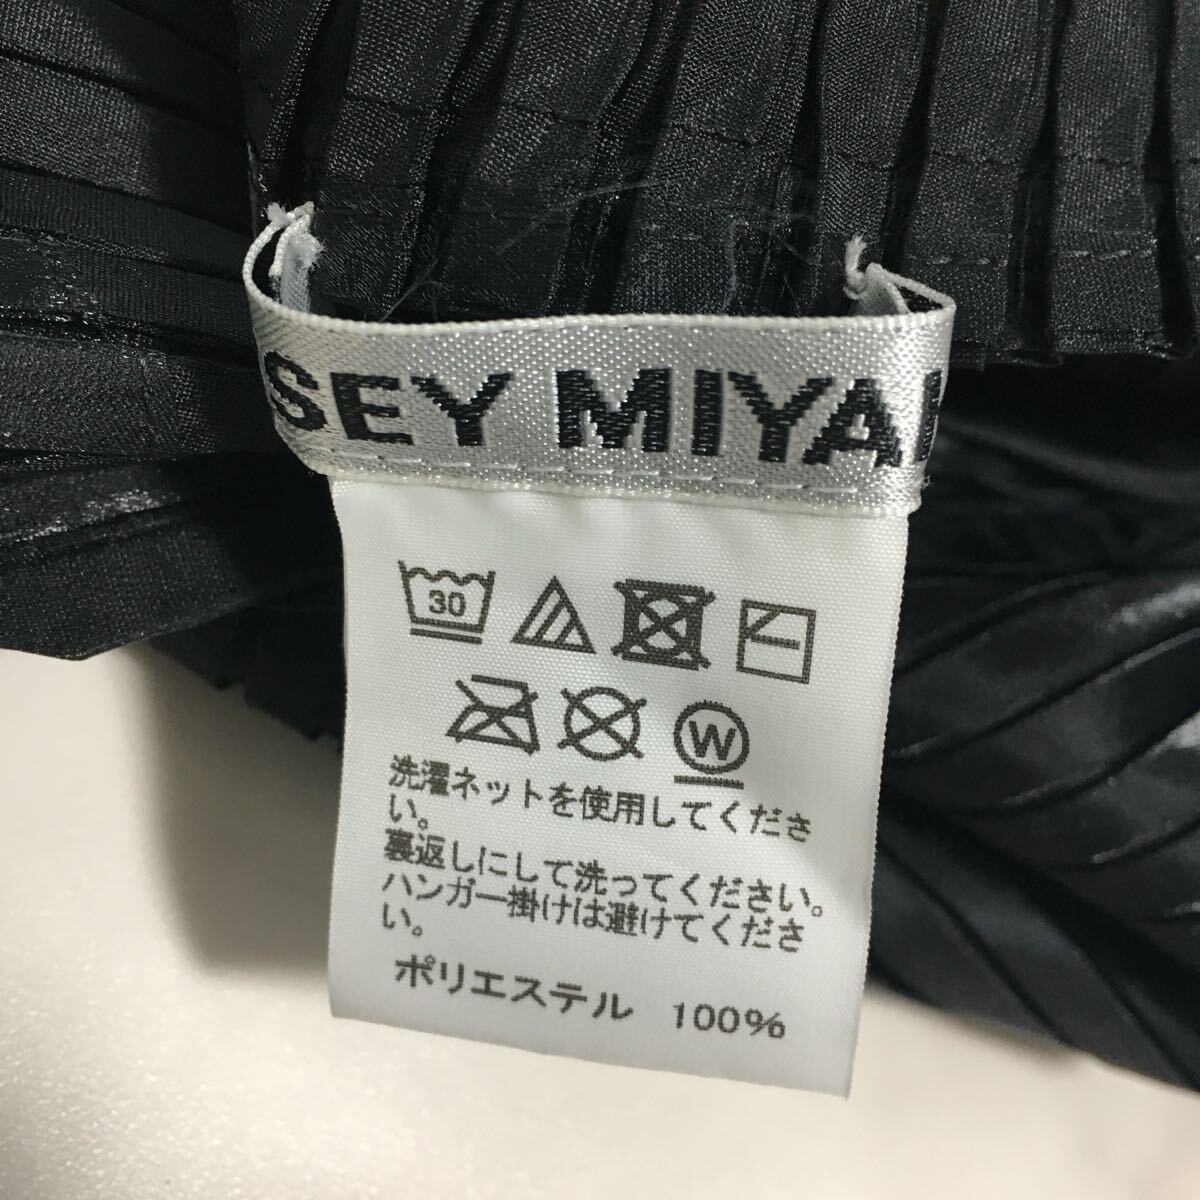 SEY MIYA
30
W
洗濯ネットを使用してくださ
い。
裏返しにして洗ってください。
ハンガー掛けは避けてくださ
い。
ポリエステル 100%